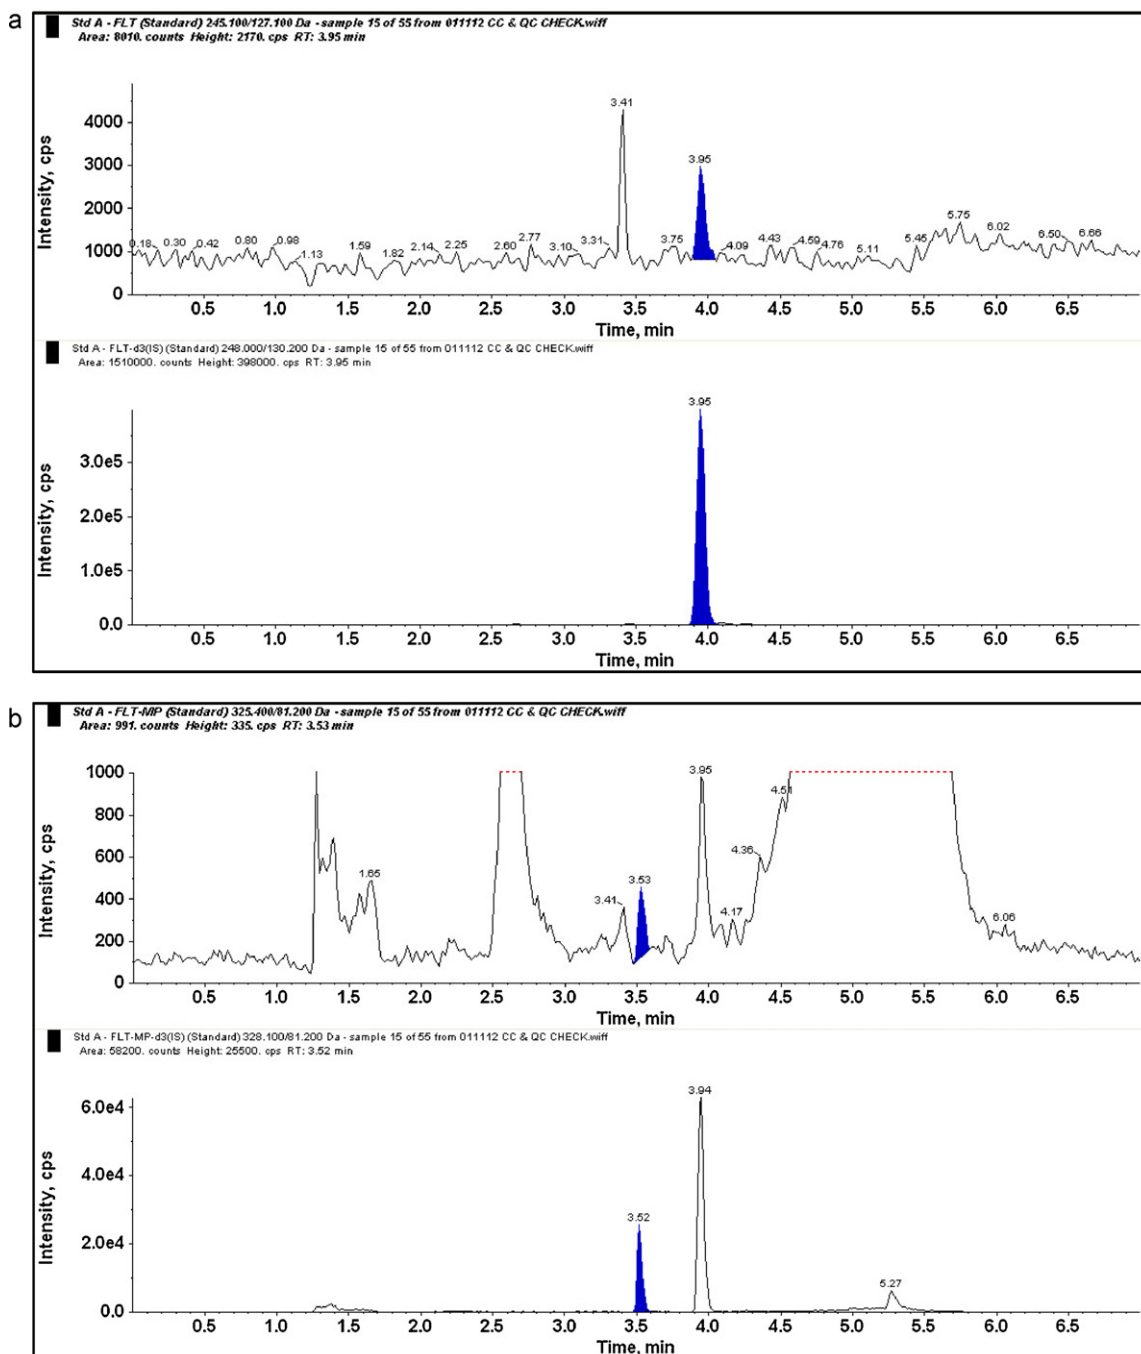 a
Std A - FLT (Standard) 245.100/127.100 Da - sample 15 of 55 from 011112 CC & QC CHECK.wiff
Area: 8010. counts Height: 2170. cps RT: 3.95 min
Intensity, cps
4000
3000
2000
1000
0
0.18
0.30
0.42
0.80
0.98
1.13
1.59
1.82
2.14
2.25
2.60
2.77
3.10
3.31
3.41
3.75
3.95
4.09
4.43
4.59
4.76
5.11
5.45
5.75
6.02
6.50
6.66
0.5 1.0 1.5 2.0 2.5 3.0 3.5 4.0 4.5 5.0 5.5 6.0 6.5
Time, min
Std A - FLT-d3(IS) (Standard) 248.000/130.200 Da - sample 15 of 55 from 011112 CC & QC CHECK.wiff
Area: 1510000. counts Height: 398000. cps RT: 3.95 min
Intensity, cps
3.0e5
2.0e5
1.0e5
0.0
3.95
0.5 1.0 1.5 2.0 2.5 3.0 3.5 4.0 4.5 5.0 5.5 6.0 6.5
Time, min
b
Std A - FLT-MP (Standard) 325.400/81.200 Da - sample 15 of 55 from 011112 CC & QC CHECK.wiff
Area: 991. counts Height: 335. cps RT: 3.53 min
Intensity, cps
1000
800
600
400
200
0
1.65
3.41
3.53
3.95
4.17
4.36
4.51
6.06
0.5 1.0 1.5 2.0 2.5 3.0 3.5 4.0 4.5 5.0 5.5 6.0 6.5
Time, min
Std A - FLT-MP-d3(IS) (Standard) 328.100/81.200 Da - sample 15 of 55 from 011112 CC & QC CHECK.wiff
Area: 58200. counts Height: 25500. cps RT: 3.52 min
Intensity, cps
6.0e4
4.0e4
2.0e4
0.0
3.52
3.94
5.27
0.5 1.0 1.5 2.0 2.5 3.0 3.5 4.0 4.5 5.0 5.5 6.0 6.5
Time, min